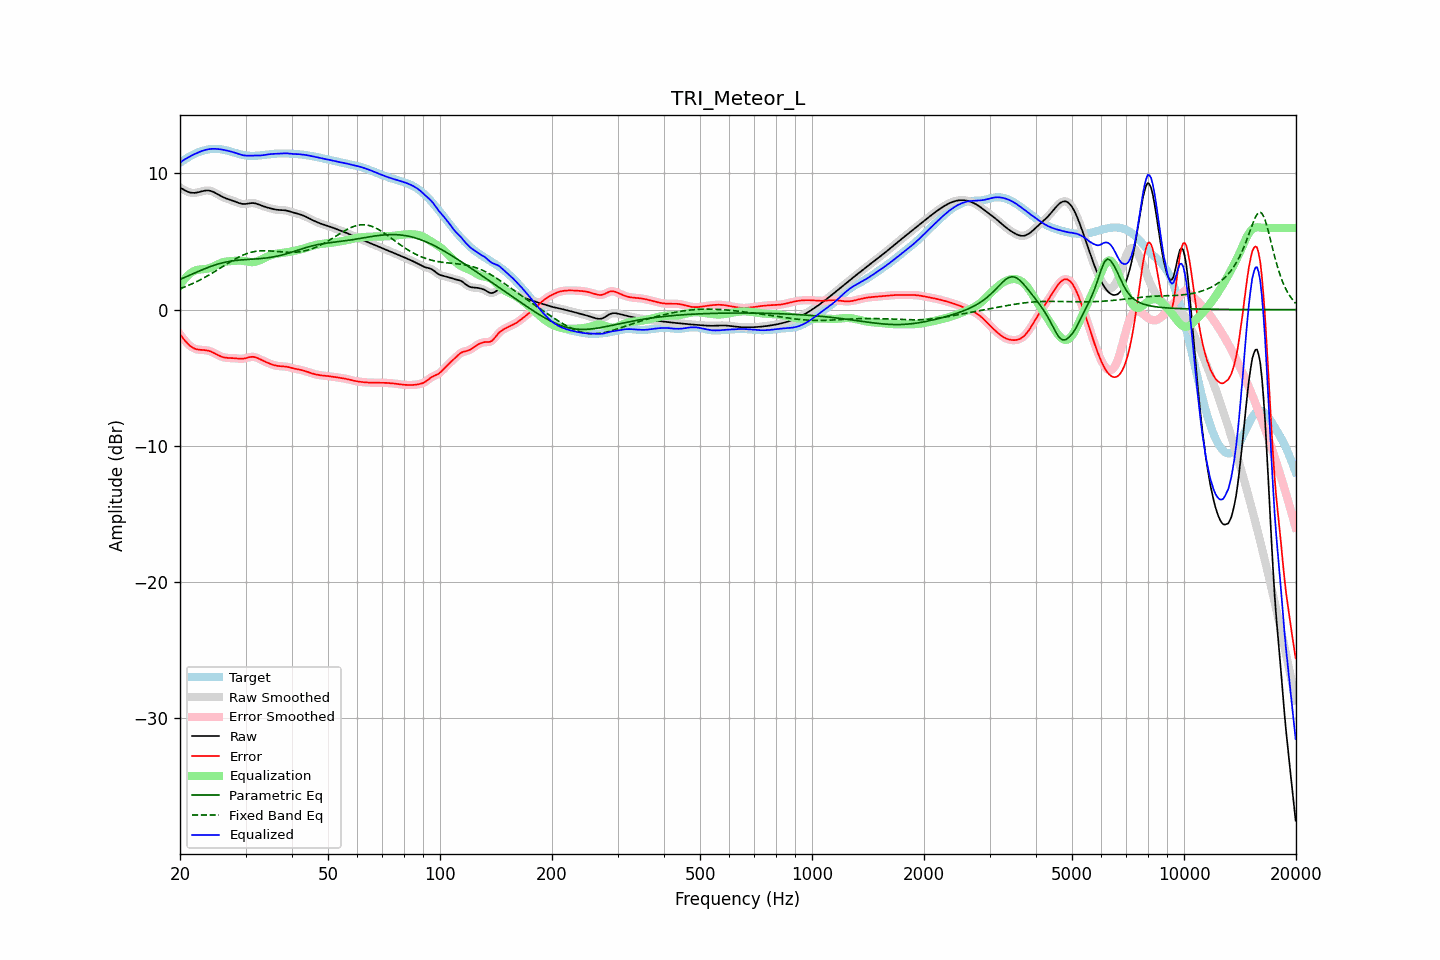 TRI_Meteor_L
Amplitude (dBr)
10
0
−10
−20
−30
Target
Raw Smoothed
Error Smoothed
Raw
Error
Equalization
Parametric Eq
Fixed Band Eq
Equalized
20 50 100 200 500 1000 2000 5000 10000 20000
Frequency (Hz)